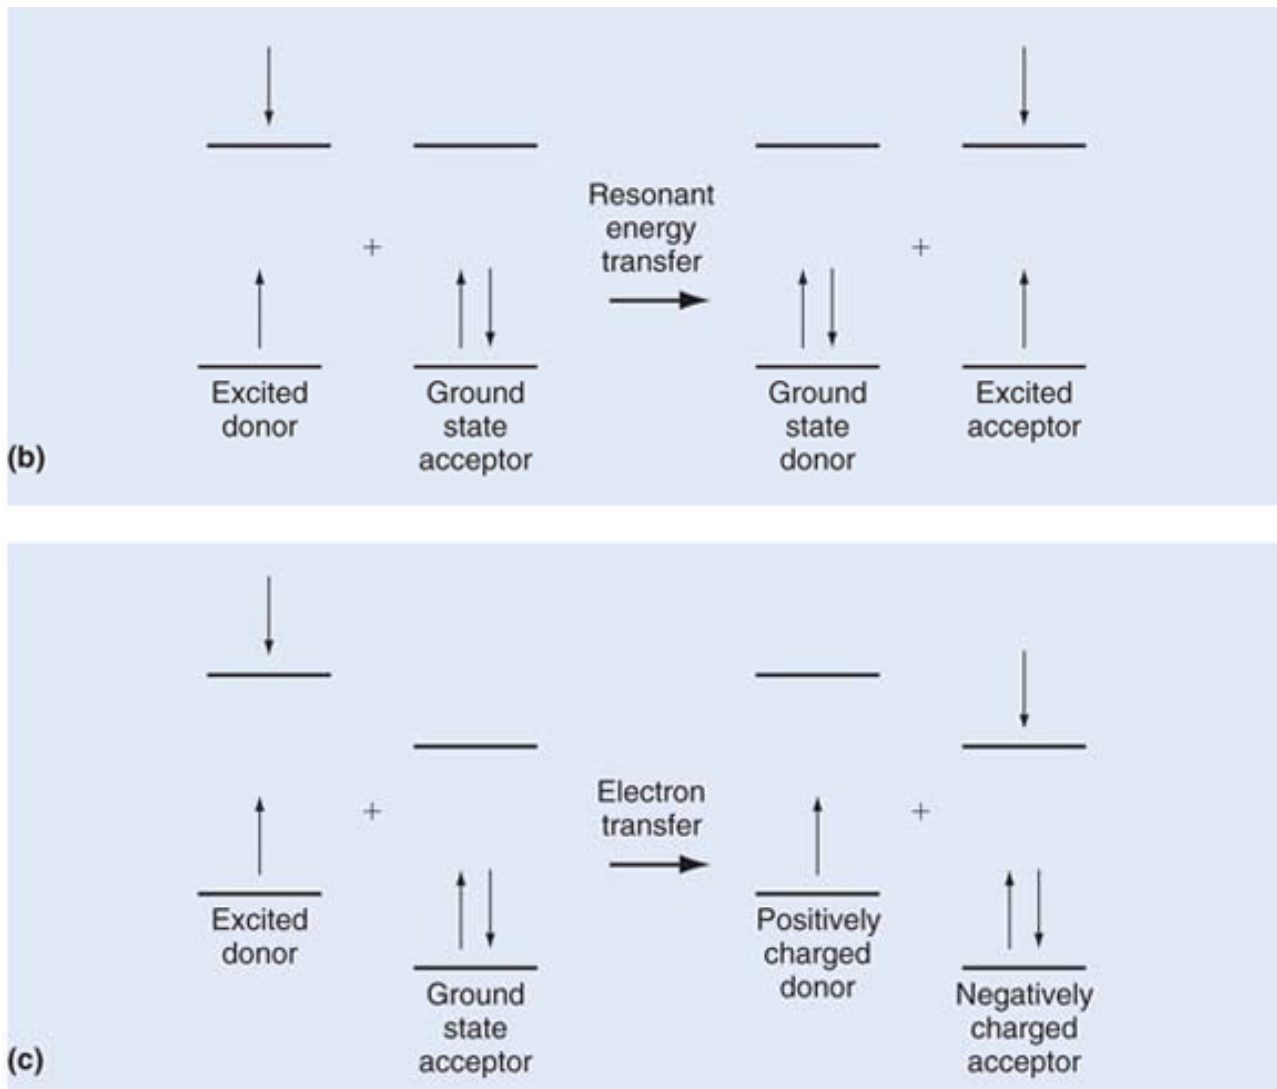 +
Resonant
energy
transfer
+
Excited
donor
Ground
state
acceptor
Ground
state
donor
Excited
acceptor
(b)
+
Electron
transfer
+
Excited
donor
Ground
state
acceptor
Positively
charged
donor
Negatively
charged
acceptor
(c)